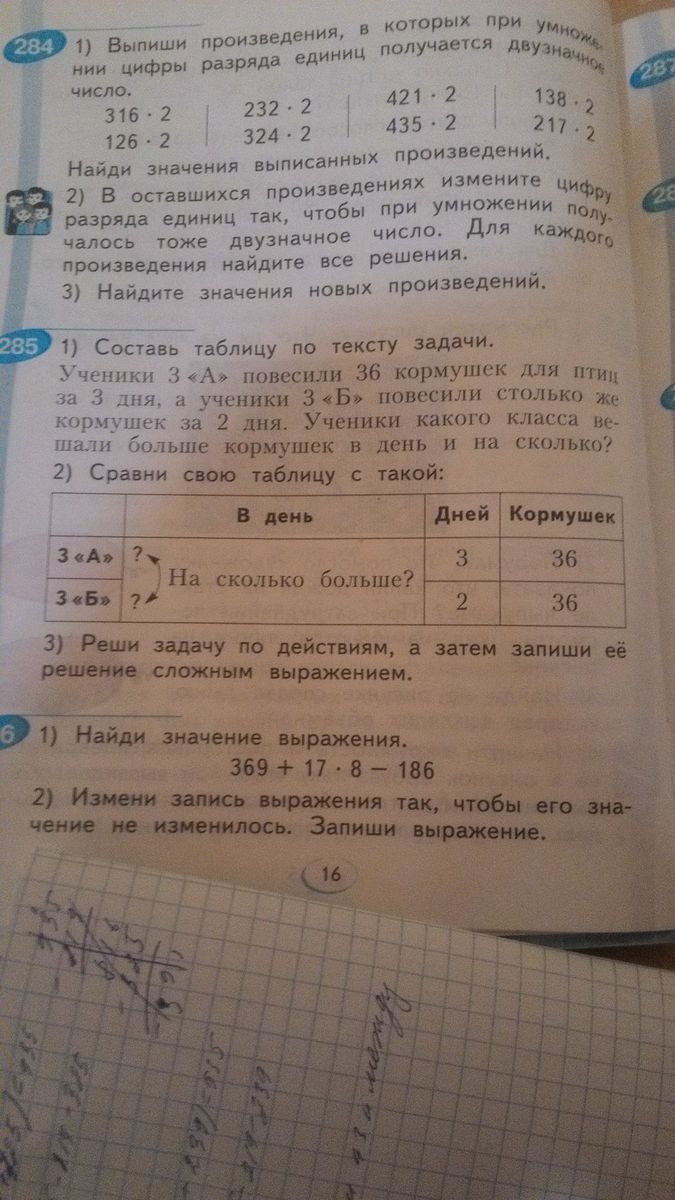 284 1) Выпиши произведения, в которых при умноже-
нии цифры разряда единиц получается двузначное
число.
316 · 2 232 · 2 421 · 2 138 · 2
126 · 2 324 · 2 435 · 2 217 · 2
Найди значения выписанных произведений.
2) В оставшихся произведениях измените цифру
разряда единиц так, чтобы при умножении полу-
чалось тоже двузначное число. Для каждого
произведения найдите все решения.
3) Найдите значения новых произведений.
285 1) Составь таблицу по тексту задачи.
Ученики 3 «А» повесили 36 кормушек для птиц
за 3 дня, а ученики 3 «Б» повесили столько же
кормушек за 2 дня. Ученики какого класса ве-
шали больше кормушек в день и на сколько?
2) Сравни свою таблицу с такой:
В день Дней Кормушек
3 «А» ? 3 36
На сколько больше?
3 «Б» ? 2 36
3) Реши задачу по действиям, а затем запиши её
решение сложным выражением.
6 1) Найди значение выражения.
369 + 17 · 8 − 186
2) Измени запись выражения так, чтобы его зна-
чение не изменилось. Запиши выражение.
16
287
28
между